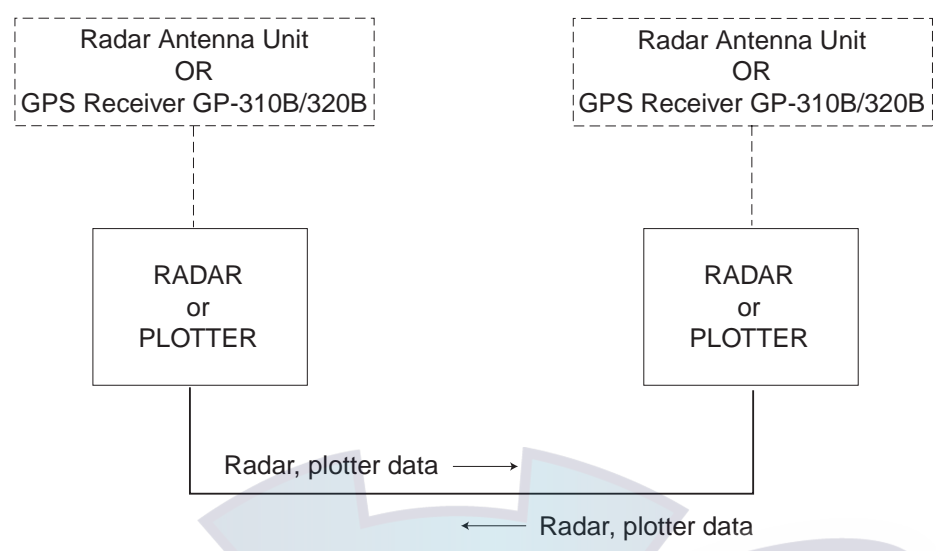 Radar Antenna Unit
OR
GPS Receiver GP-310B/320B
Radar Antenna Unit
OR
GPS Receiver GP-310B/320B
RADAR
or
PLOTTER
RADAR
or
PLOTTER
Radar, plotter data
Radar, plotter data